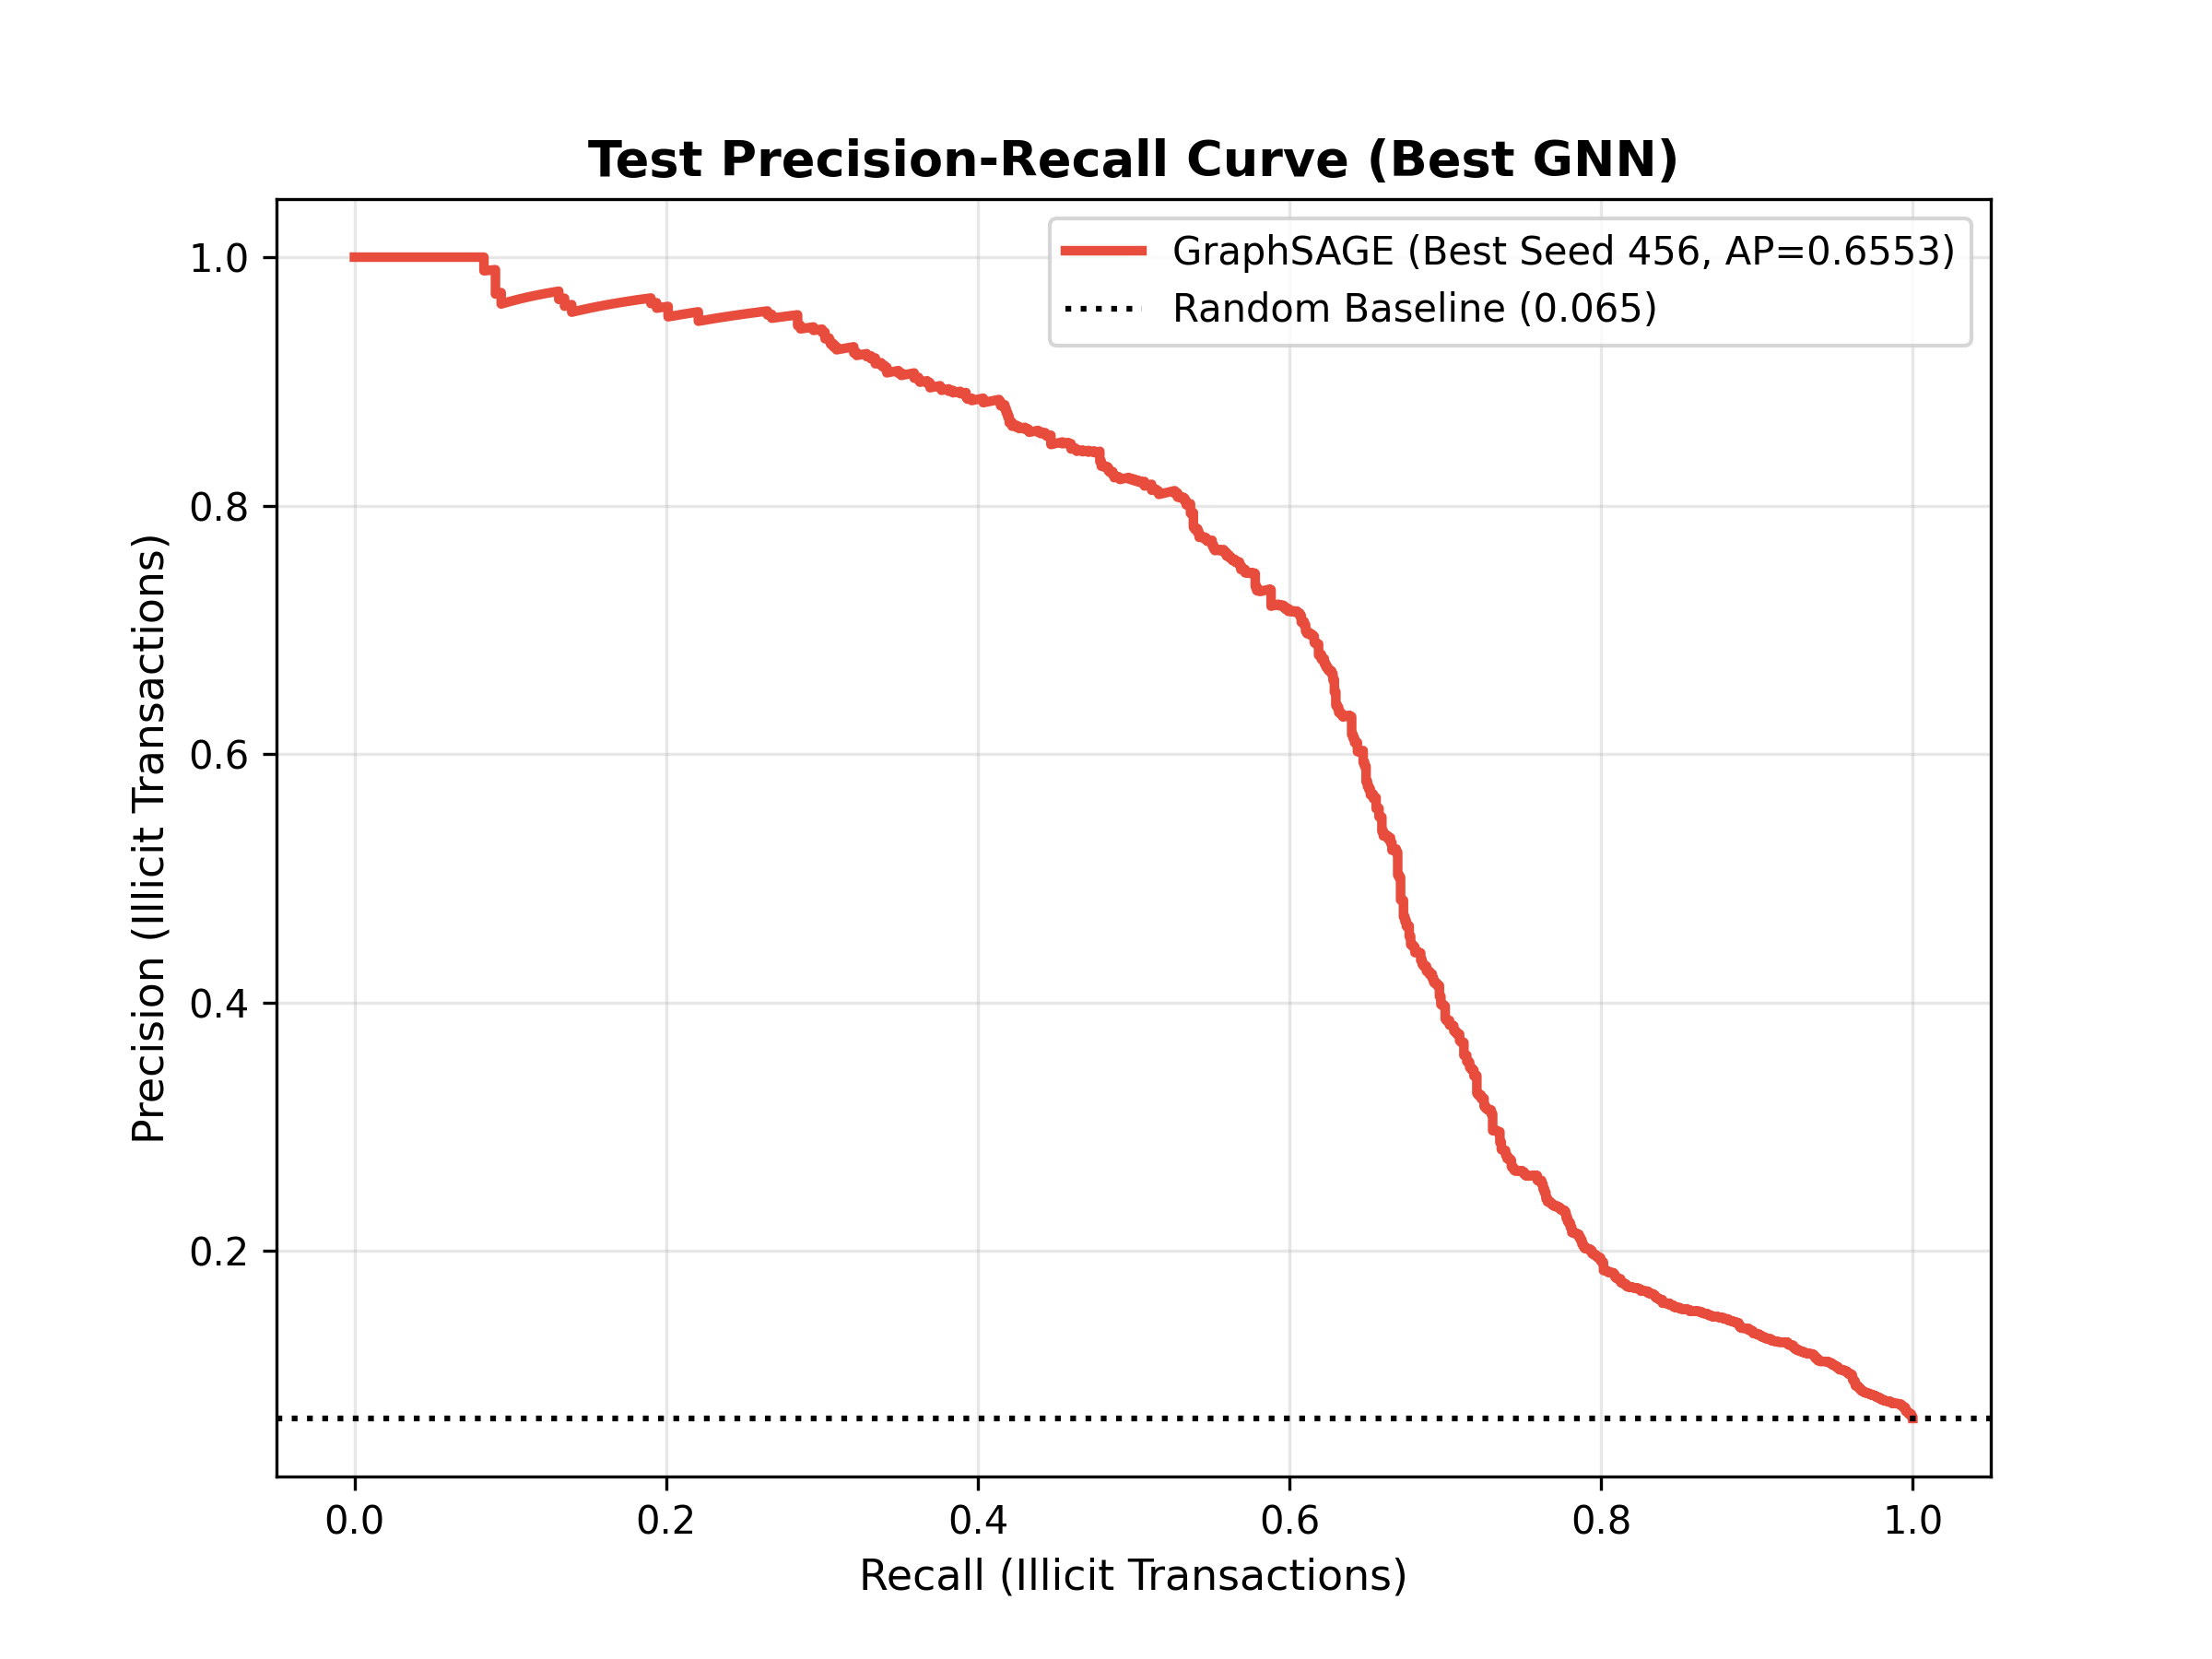 Test Precision-Recall Curve (Best GNN)
GraphSAGE (Best Seed 456, AP=0.6553)
Random Baseline (0.065)
Precision (Illicit Transactions)
1.0
0.8
0.6
0.4
0.2
0.0 0.2 0.4 0.6 0.8 1.0
Recall (Illicit Transactions)